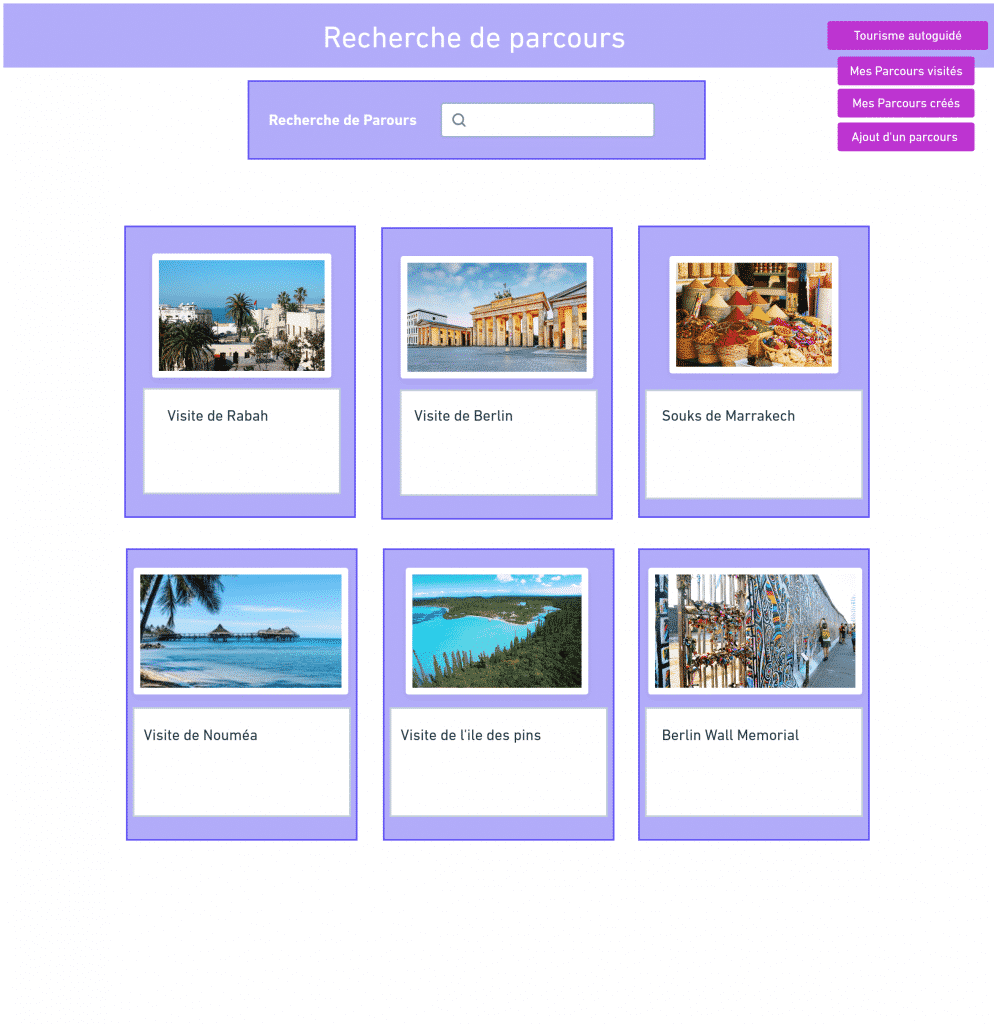 Recherche de parcours
Tourisme autoguidé
Mes Parcours visités
Mes Parcours créés
Ajout d'un parcours
Recherche de Parours
Visite de Rabah
Visite de Berlin
Souks de Marrakech
Visite de Nouméa
Visite de l'ile des pins
Berlin Wall Memorial